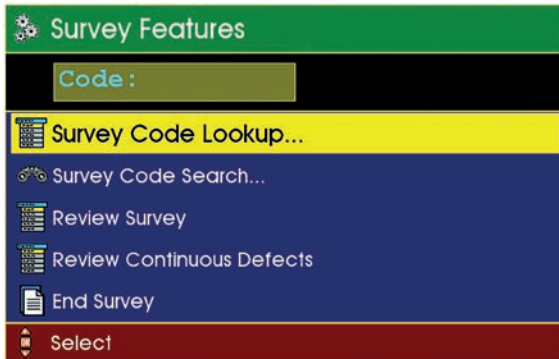 Survey Features
Code:
Survey Code Lookup...
Survey Code Search...
Review Survey
Review Continuous Defects
End Survey
Select